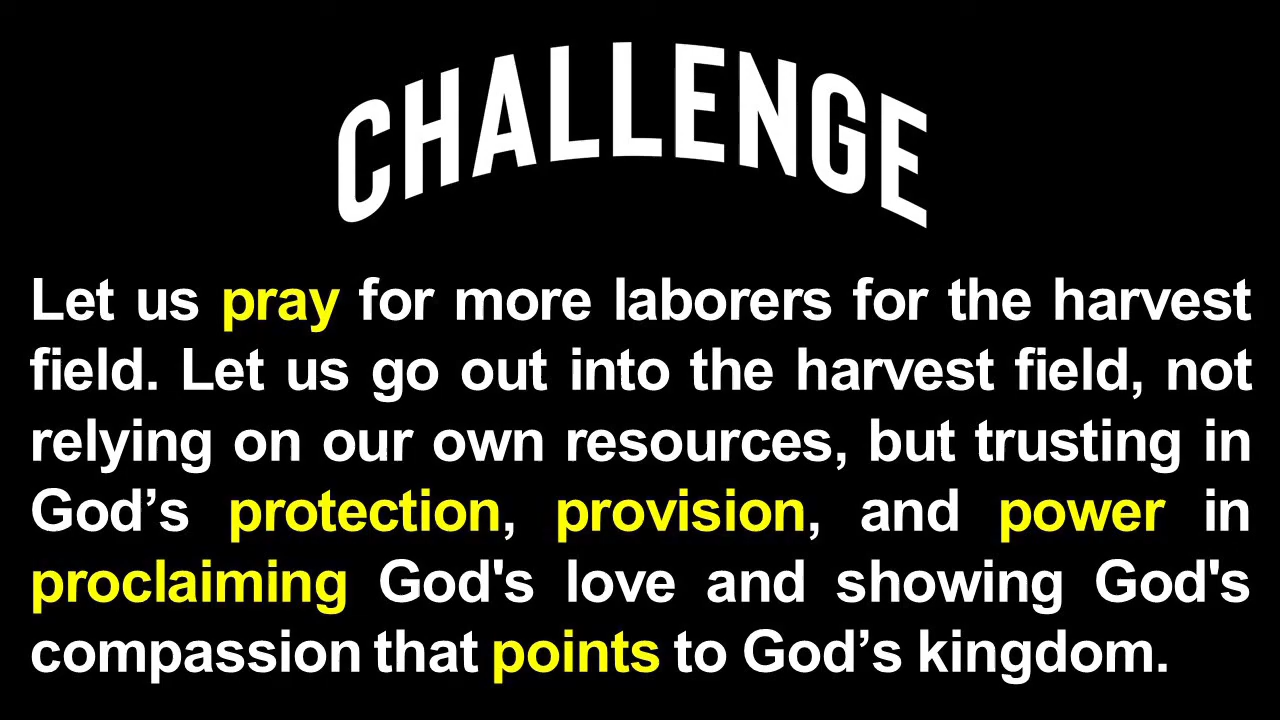 CHALLENGE
Let us pray for more laborers for the harvest
field. Let us go out into the harvest field, not
relying on our own resources, but trusting in
God’s protection, provision, and power in
proclaiming God's love and showing God's
compassion that points to God’s kingdom.